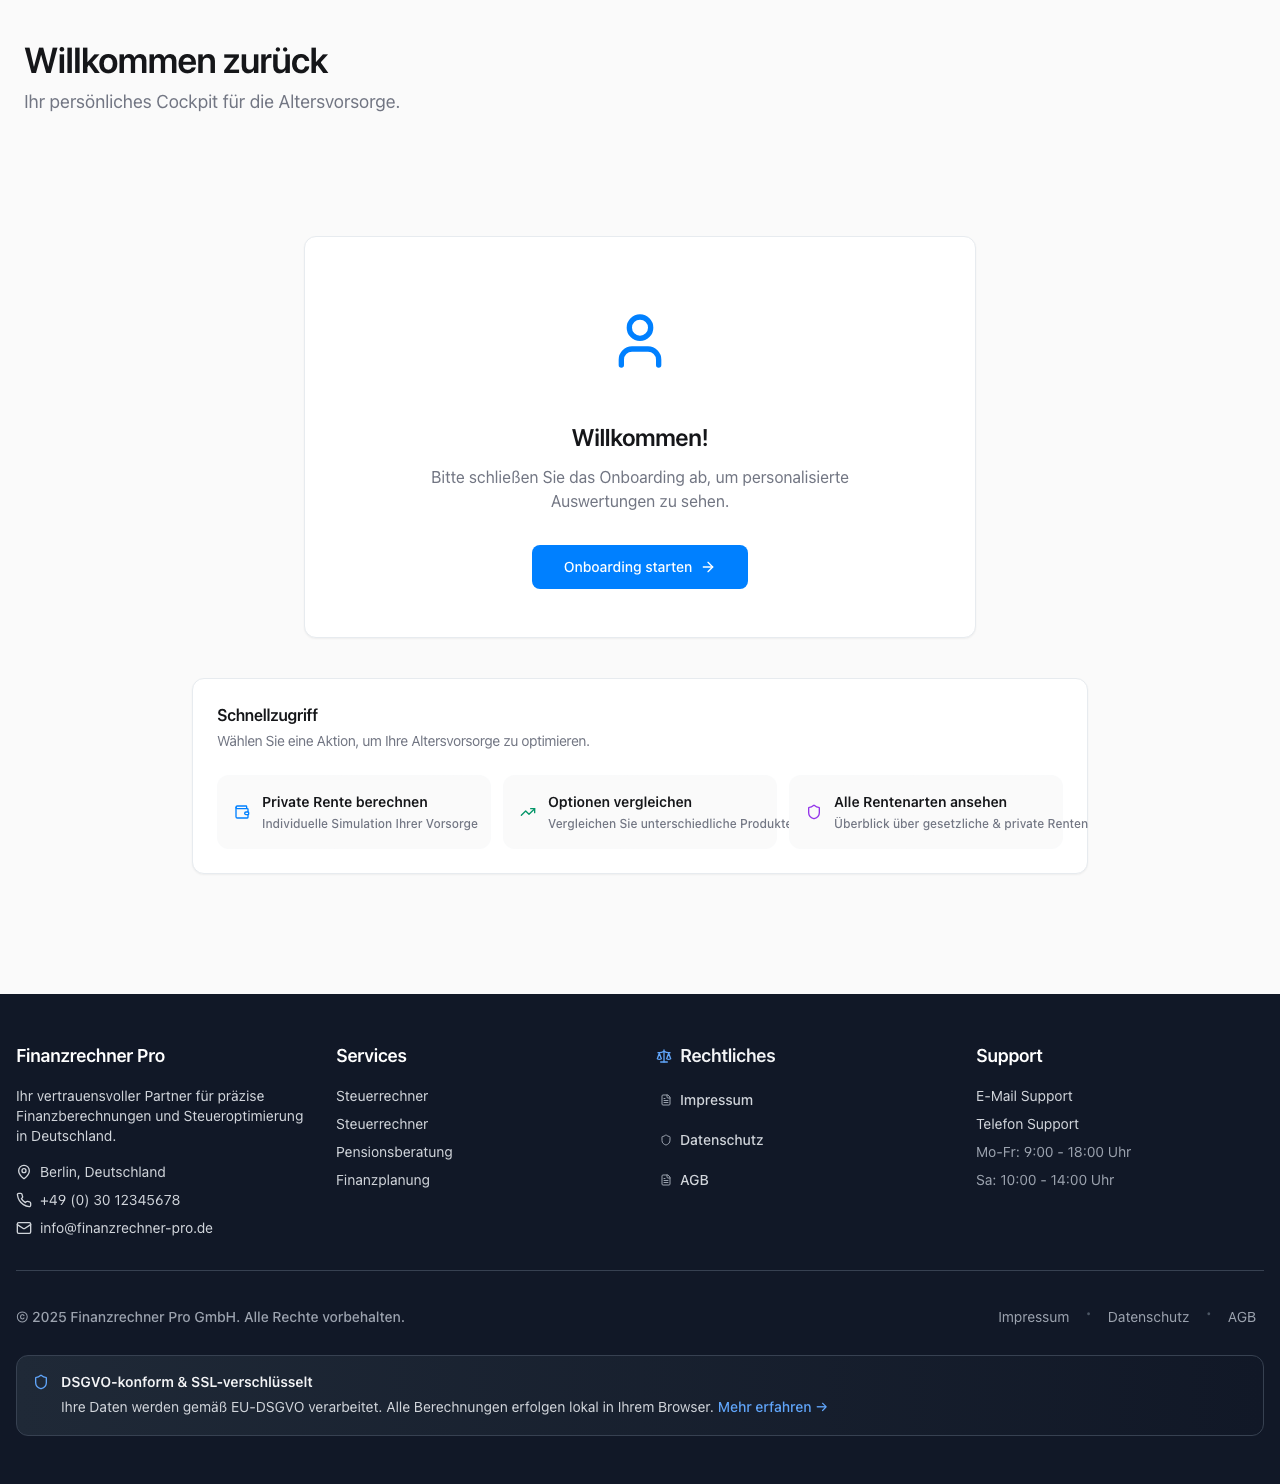 Willkommen zurück
Ihr persönliches Cockpit für die Altersvorsorge.
Willkommen!
Bitte schließen Sie das Onboarding ab, um personalisierte
Auswertungen zu sehen.
Onboarding starten →
Schnellzugriff
Wählen Sie eine Aktion, um Ihre Altersvorsorge zu optimieren.
Private Rente berechnen
Individuelle Simulation Ihrer Vorsorge
Optionen vergleichen
Vergleichen Sie unterschiedliche Produkte
Alle Rentenarten ansehen
Überblick über gesetzliche & private Renten
Finanzrechner Pro
Ihr vertrauensvoller Partner für präzise
Finanzberechnungen und Steueroptimierung
in Deutschland.
Berlin, Deutschland
+49 (0) 30 12345678
info@finanzrechner-pro.de
Services
Steuerrechner
Steuerrechner
Pensionsberatung
Finanzplanung
Rechtliches
Impressum
Datenschutz
AGB
Support
E-Mail Support
Telefon Support
Mo-Fr: 9:00 - 18:00 Uhr
Sa: 10:00 - 14:00 Uhr
© 2025 Finanzrechner Pro GmbH. Alle Rechte vorbehalten.
Impressum • Datenschutz • AGB
DSGVO-konform & SSL-verschlüsselt
Ihre Daten werden gemäß EU-DSGVO verarbeitet. Alle Berechnungen erfolgen lokal in Ihrem Browser. Mehr erfahren →